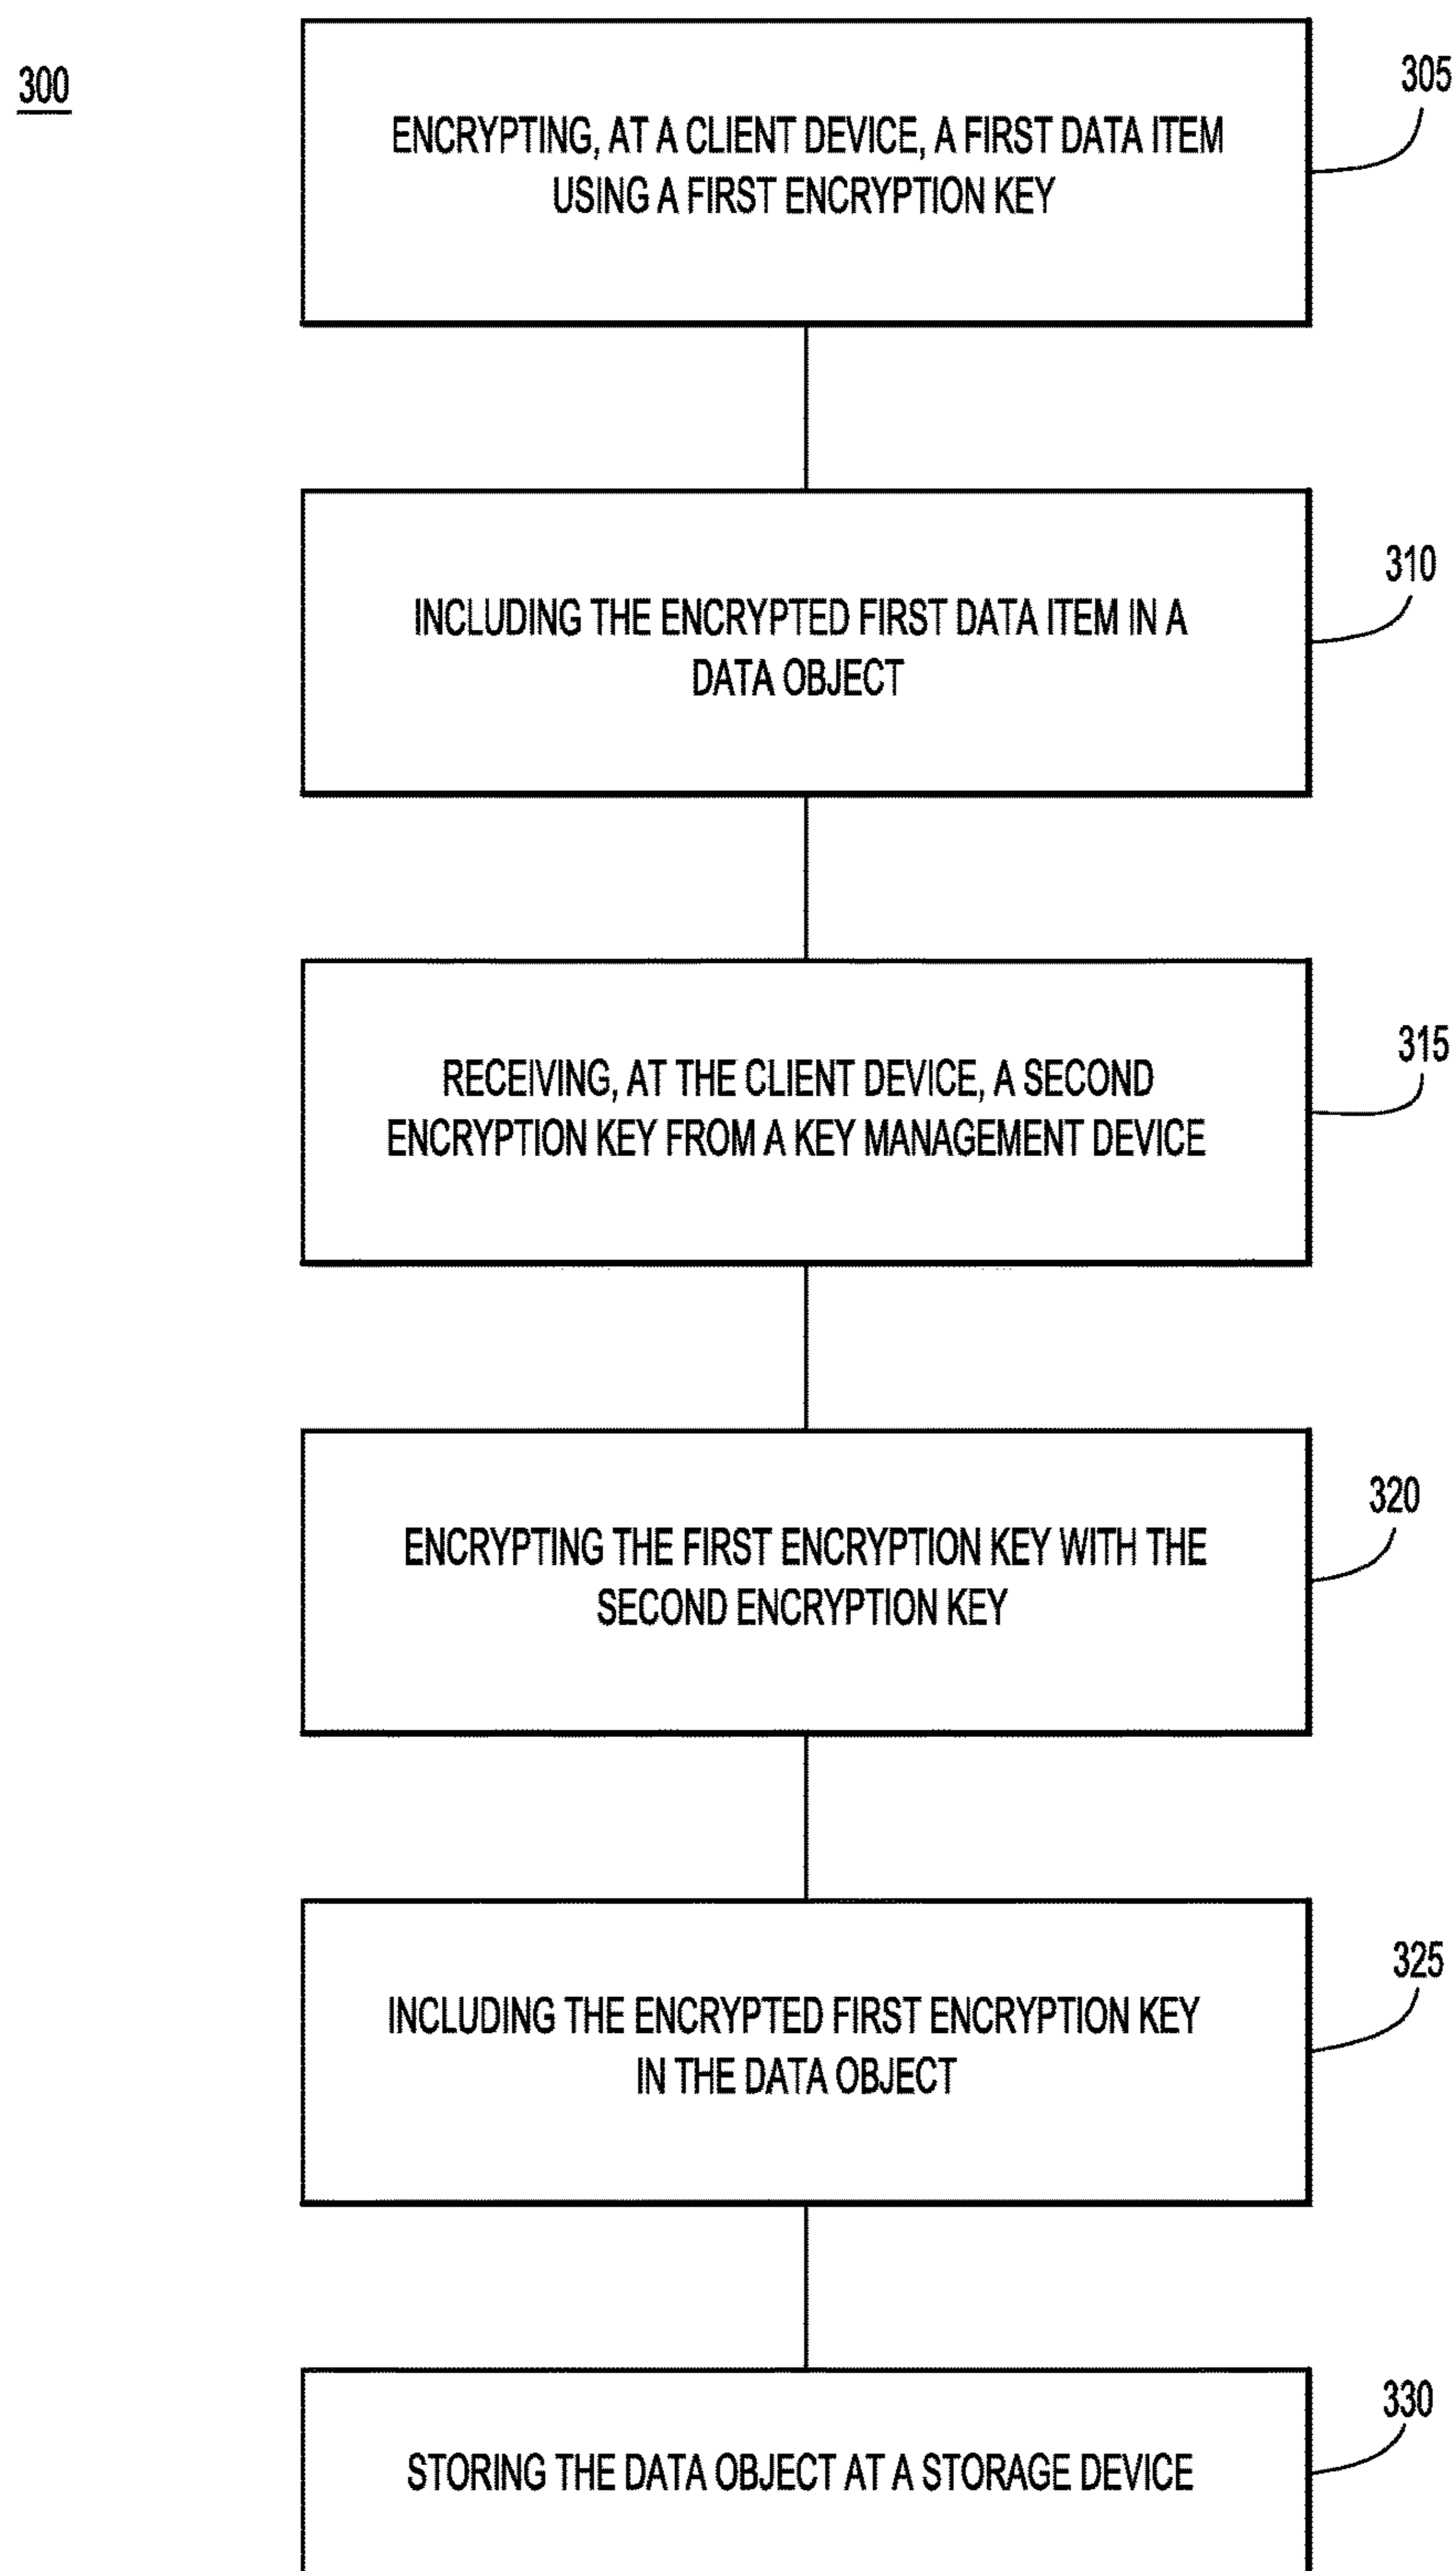 300
305
ENCRYPTING, AT A CLIENT DEVICE, A FIRST DATA ITEM
USING A FIRST ENCRYPTION KEY
310
INCLUDING THE ENCRYPTED FIRST DATA ITEM IN A
DATA OBJECT
315
RECEIVING, AT THE CLIENT DEVICE, A SECOND
ENCRYPTION KEY FROM A KEY MANAGEMENT DEVICE
320
ENCRYPTING THE FIRST ENCRYPTION KEY WITH THE
SECOND ENCRYPTION KEY
325
INCLUDING THE ENCRYPTED FIRST ENCRYPTION KEY
IN THE DATA OBJECT
330
STORING THE DATA OBJECT AT A STORAGE DEVICE